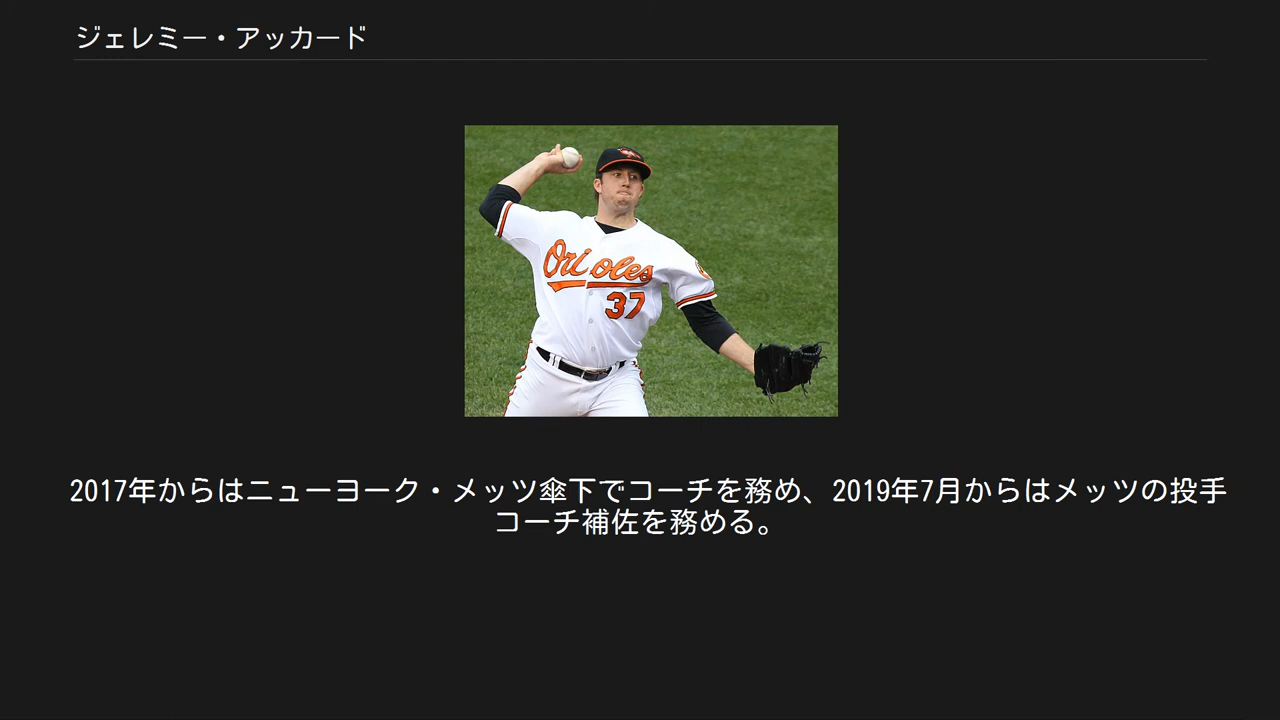 ジェレミー・アッカード
Orioles
37
2017年からはニューヨーク・メッツ傘下でコーチを務め、2019年7月からはメッツの投手
コーチ補佐を務める。